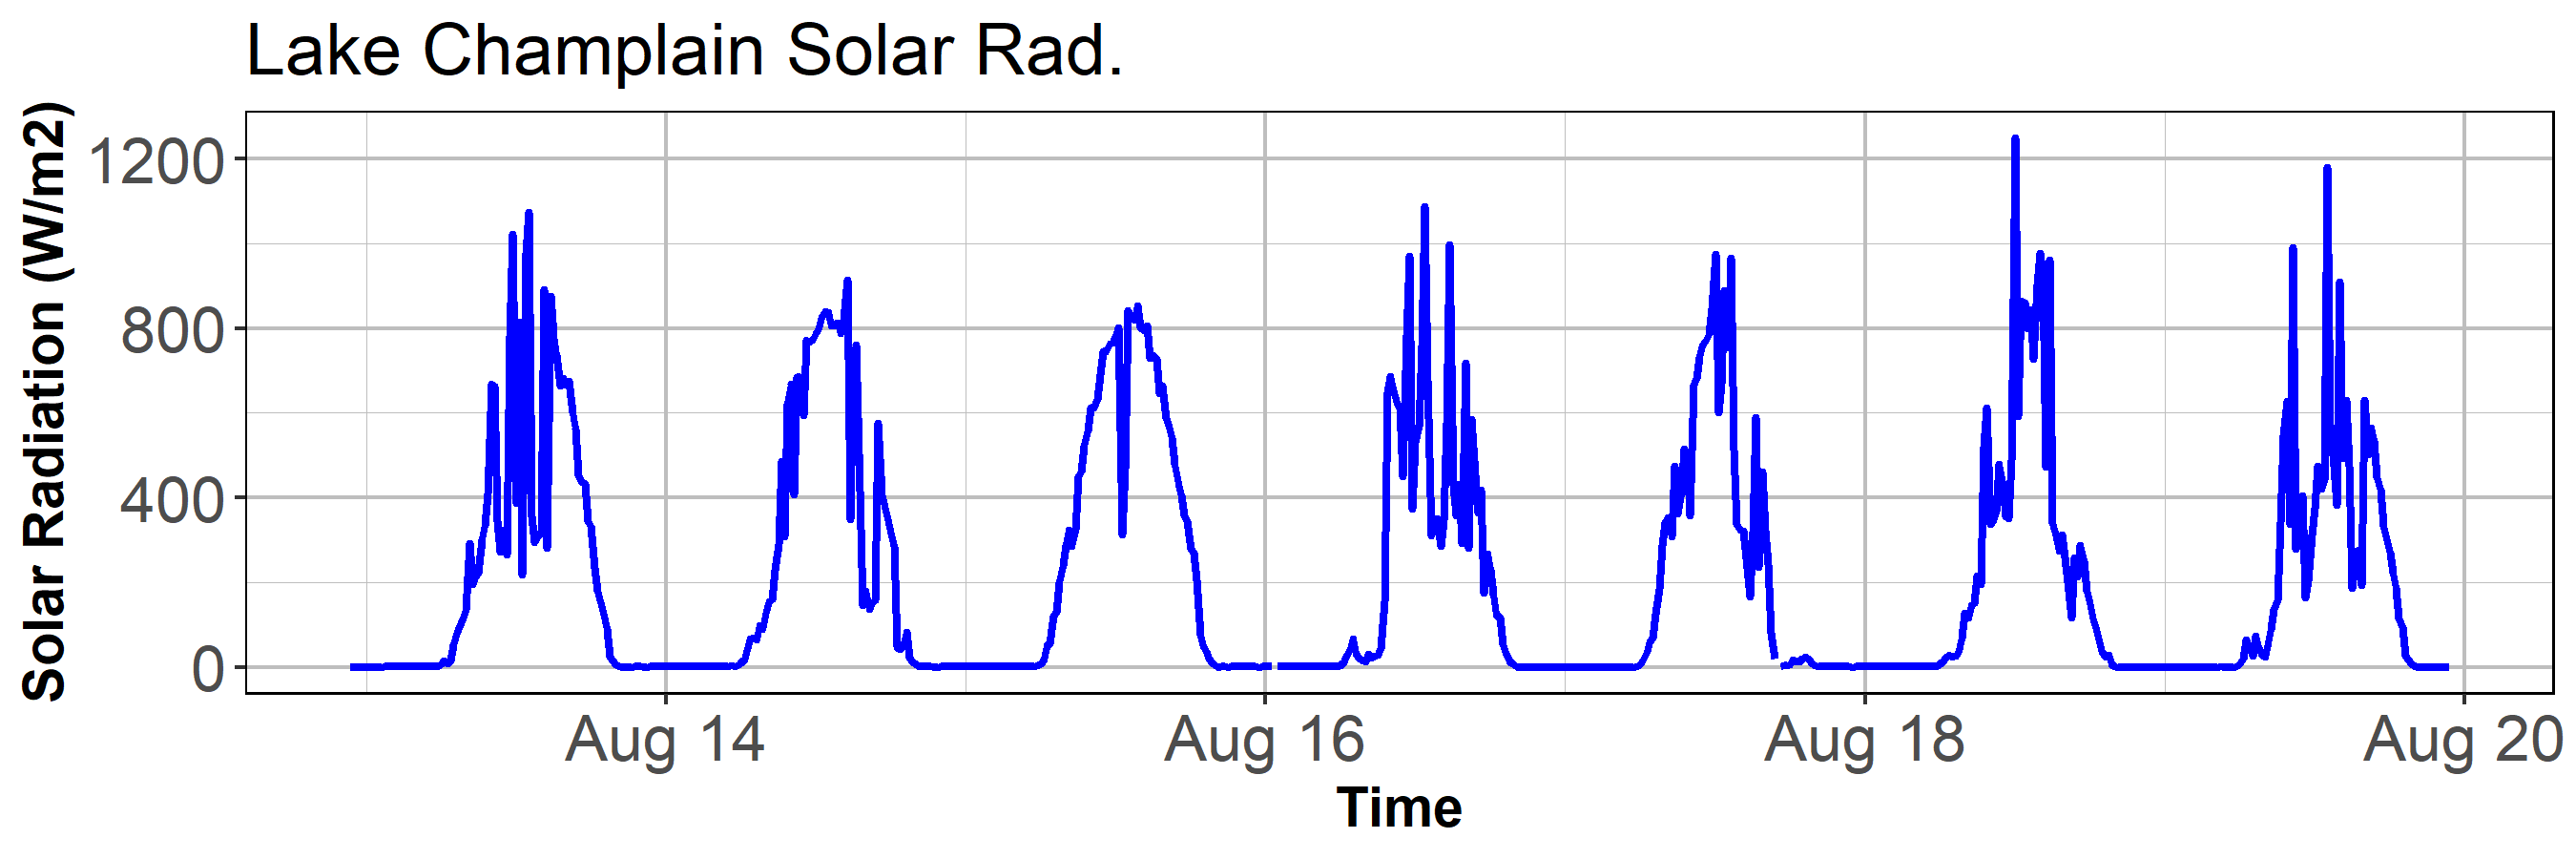 Lake Champlain Solar Rad.
Solar Radiation (W/m2)
1200
800
400
0
Aug 14
Aug 16
Aug 18
Aug 20
Time